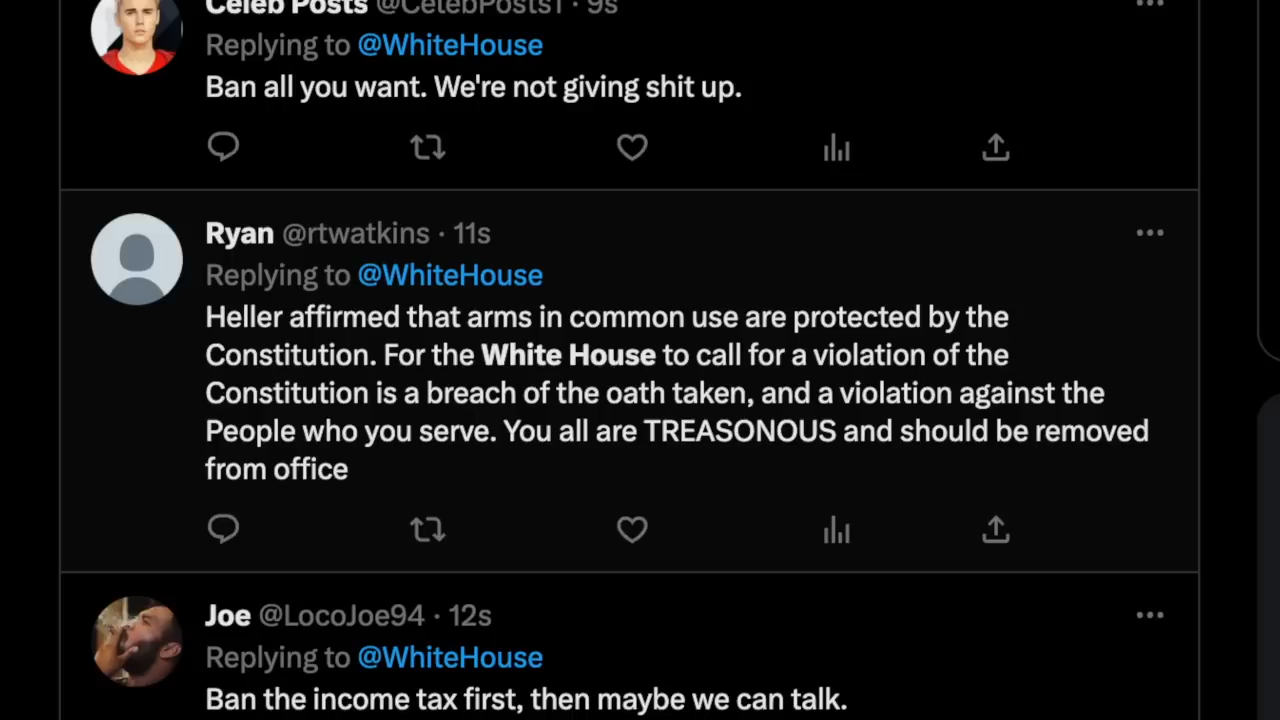 Celeb Posts @CelebPosts1 · 9s
Replying to @WhiteHouse
Ban all you want. We're not giving shit up.
Ryan @rtwatkins · 11s
Replying to @WhiteHouse
Heller affirmed that arms in common use are protected by the
Constitution. For the White House to call for a violation of the
Constitution is a breach of the oath taken, and a violation against the
People who you serve. You all are TREASONOUS and should be removed
from office
Joe @LocoJoe94 · 12s
Replying to @WhiteHouse
Ban the income tax first, then maybe we can talk.